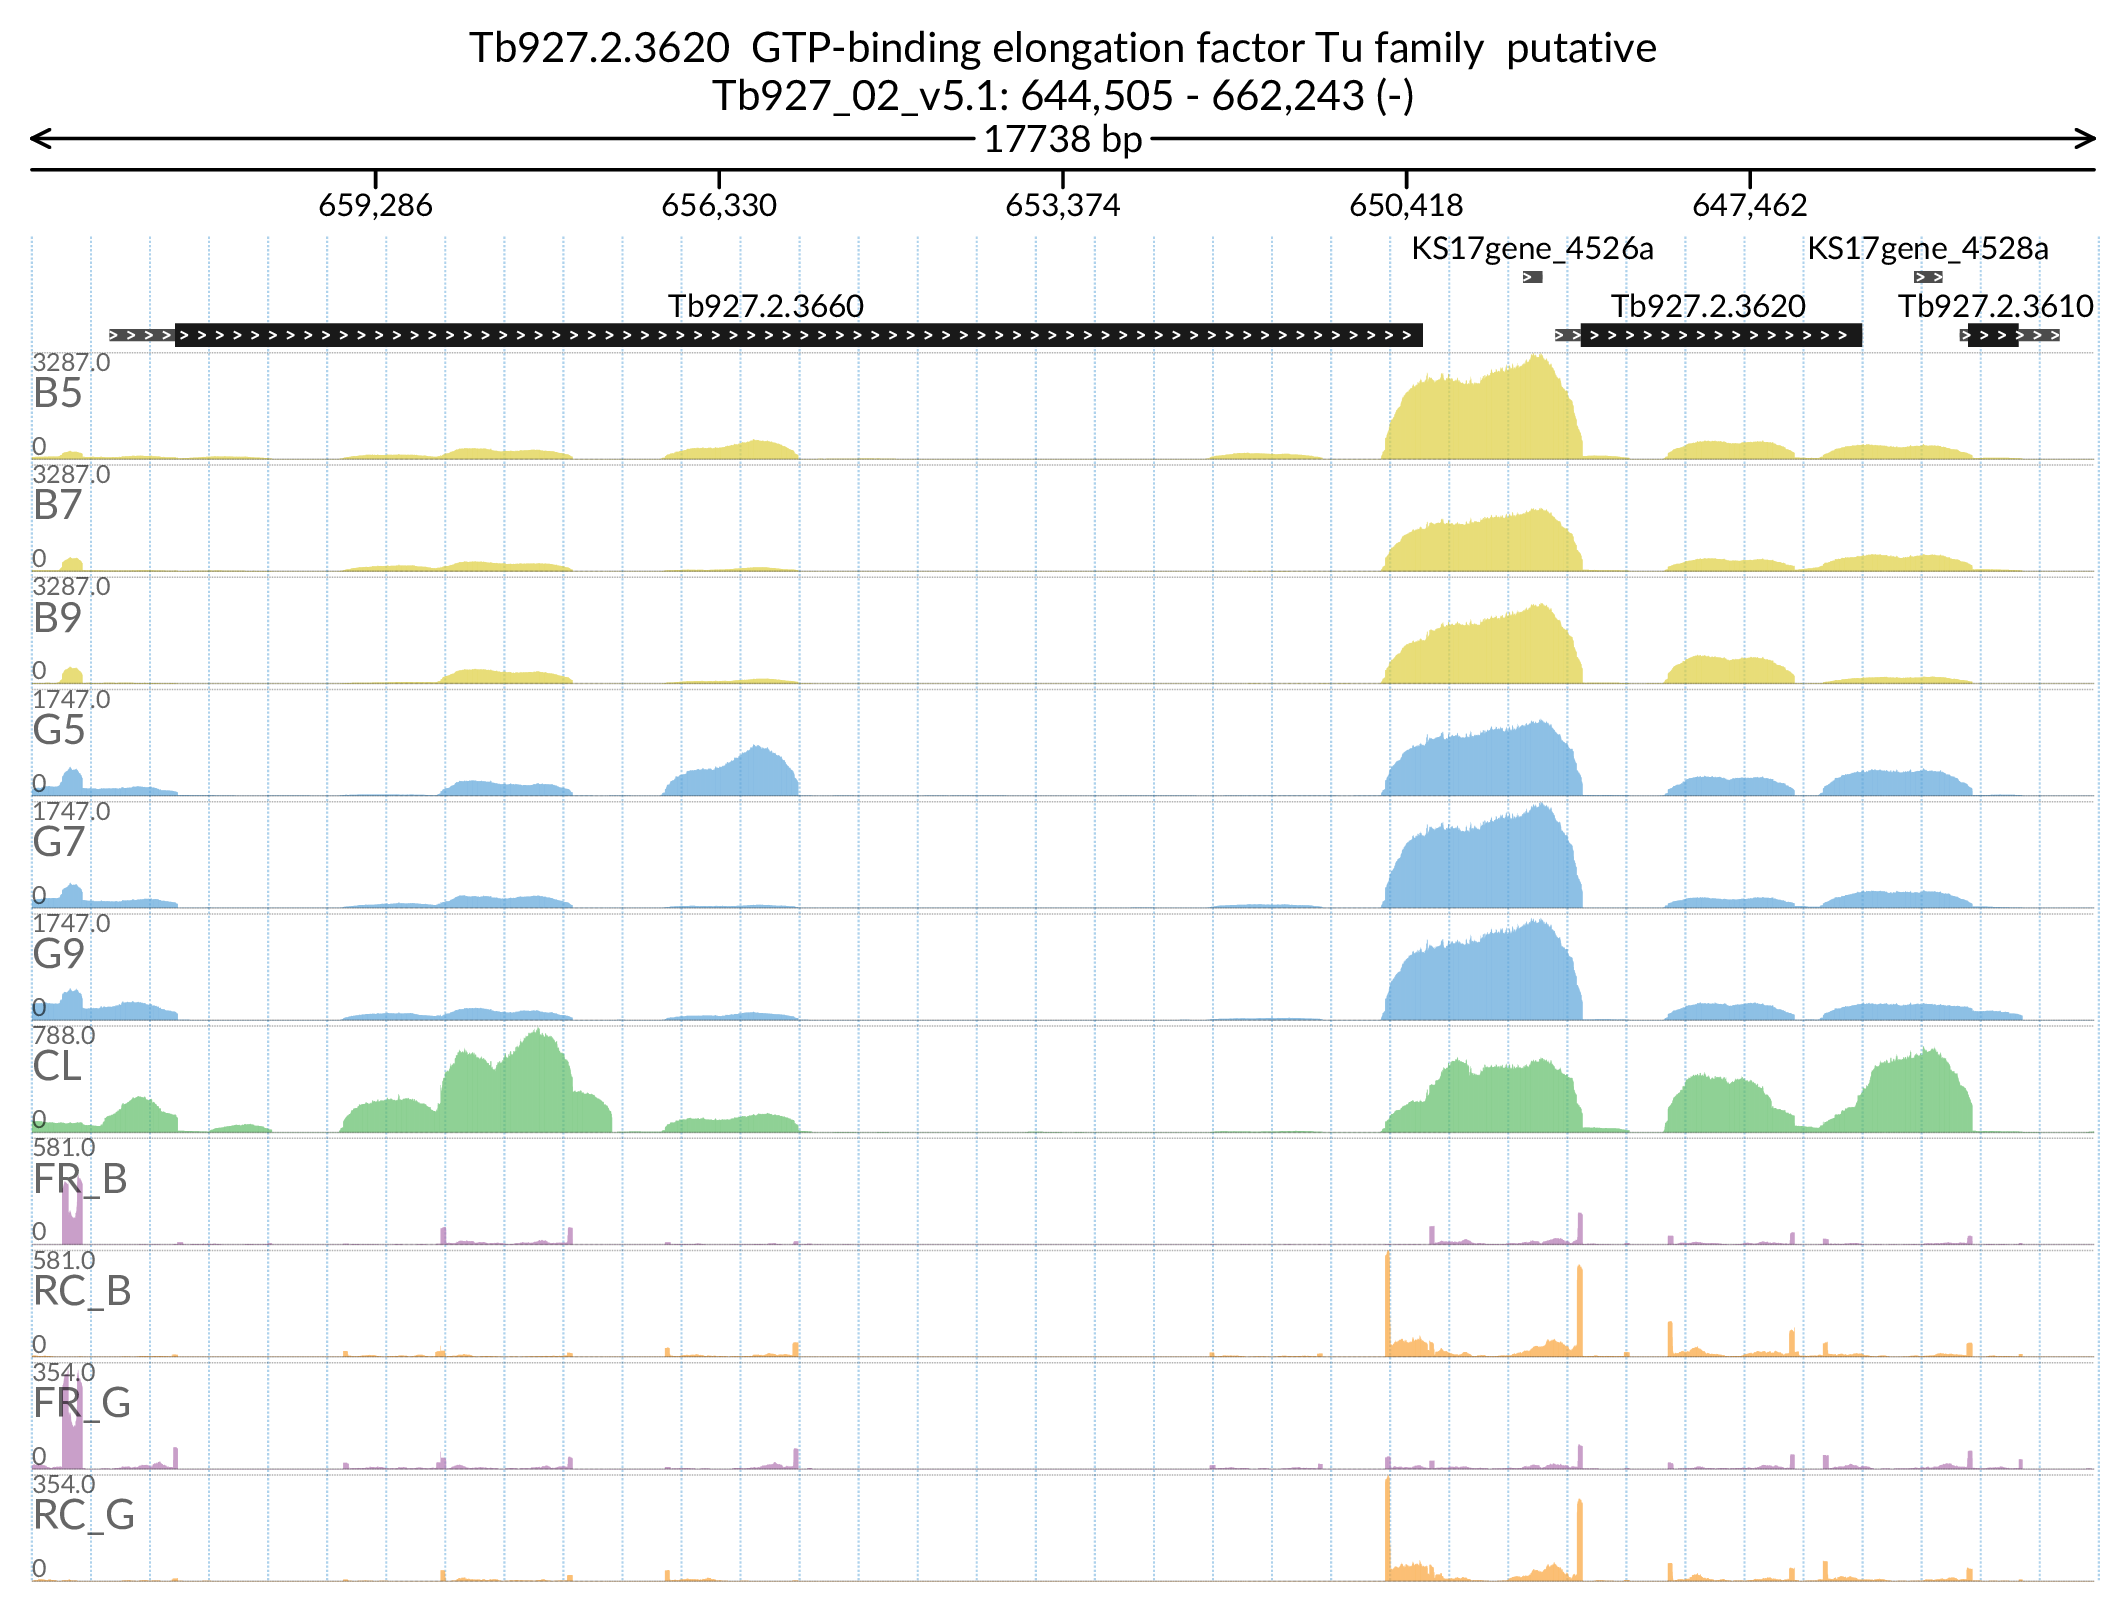 Tb927.2.3620  GTP-binding elongation factor Tu family  putative
Tb927_02_v5.1: 644,505 - 662,243 (-)
17738 bp
659,286 656,330 653,374 650,418 647,462
KS17gene_4526a KS17gene_4528a
Tb927.2.3660 Tb927.2.3620 Tb927.2.3610
3287.0
B5
0
3287.0
B7
0
3287.0
B9
0
1747.0
G5
0
1747.0
G7
0
1747.0
G9
0
788.0
CL
0
581.0
FR_B
0
581.0
RC_B
0
354.0
FR_G
0
354.0
RC_G
0